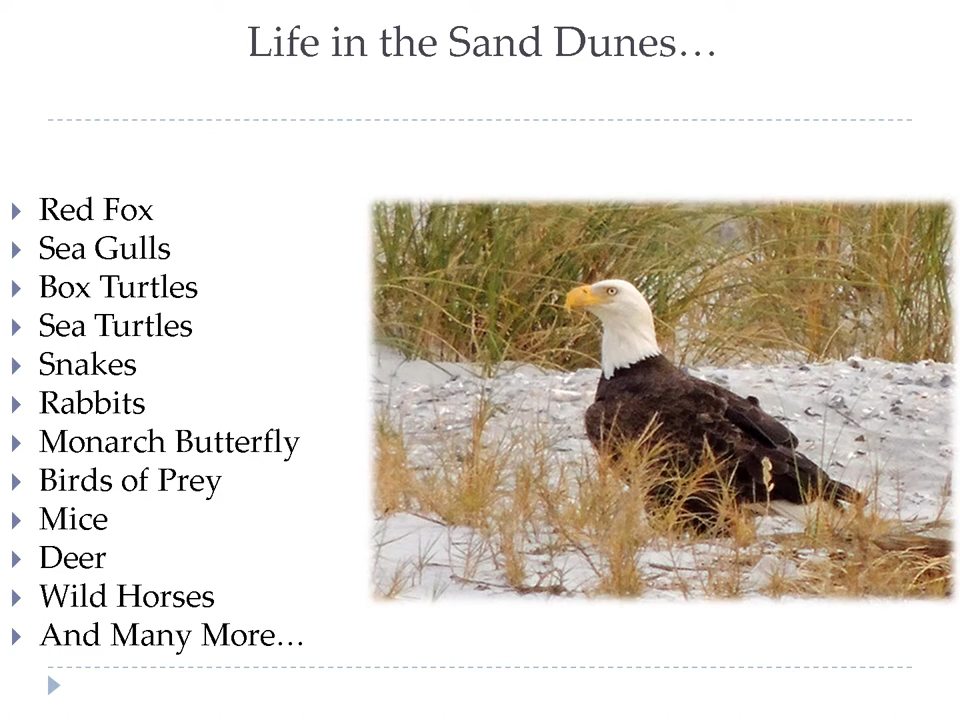 Life in the Sand Dunes…
Red Fox
Sea Gulls
Box Turtles
Sea Turtles
Snakes
Rabbits
Monarch Butterfly
Birds of Prey
Mice
Deer
Wild Horses
And Many More…